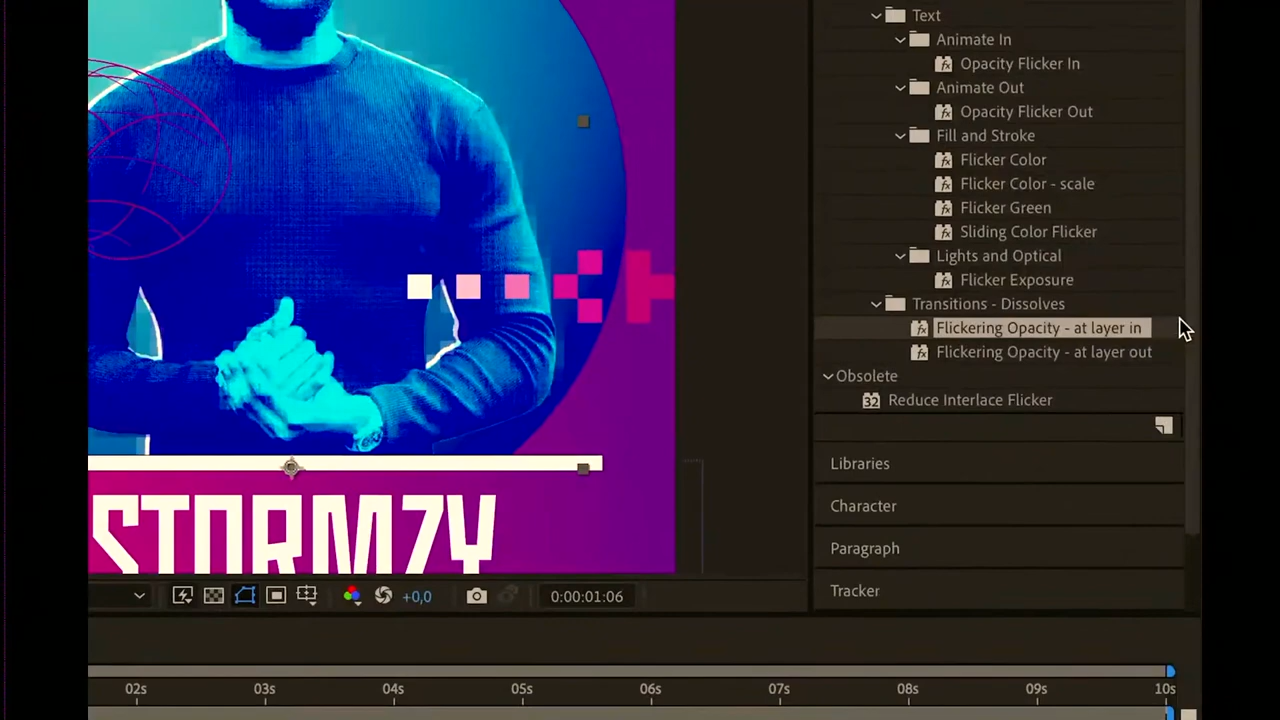 Text
Animate In
Opacity Flicker In
Animate Out
Opacity Flicker Out
Fill and Stroke
Flicker Color
Flicker Color - scale
Flicker Green
Sliding Color Flicker
Lights and Optical
Flicker Exposure
Transitions - Dissolves
Flickering Opacity - at layer in
Flickering Opacity - at layer out
Obsolete
32 Reduce Interlace Flicker
Libraries
Character
Paragraph
Tracker
STORMZY
+0,0
0:00:01:06
02s 03s 04s 05s 06s 07s 08s 09s 10s